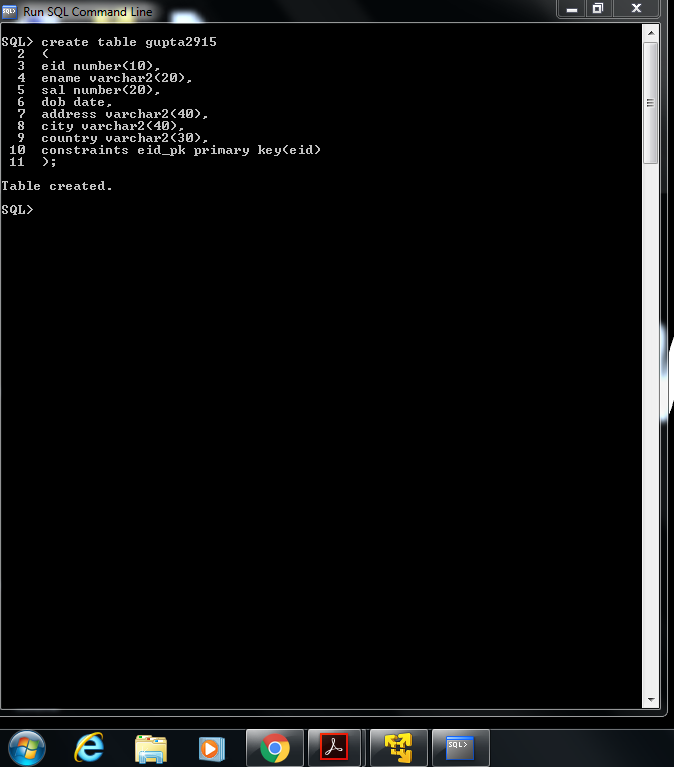 Run SQL Command Line
SQL> create table gupta2915
  2  (
  3  eid number(10),
  4  ename varchar2(20),
  5  sal number(20),
  6  dob date,
  7  address varchar2(40),
  8  city varchar2(40),
  9  country varchar2(30),
 10  constraints eid_pk primary key(eid)
 11  );
Table created.
SQL>
SQL>